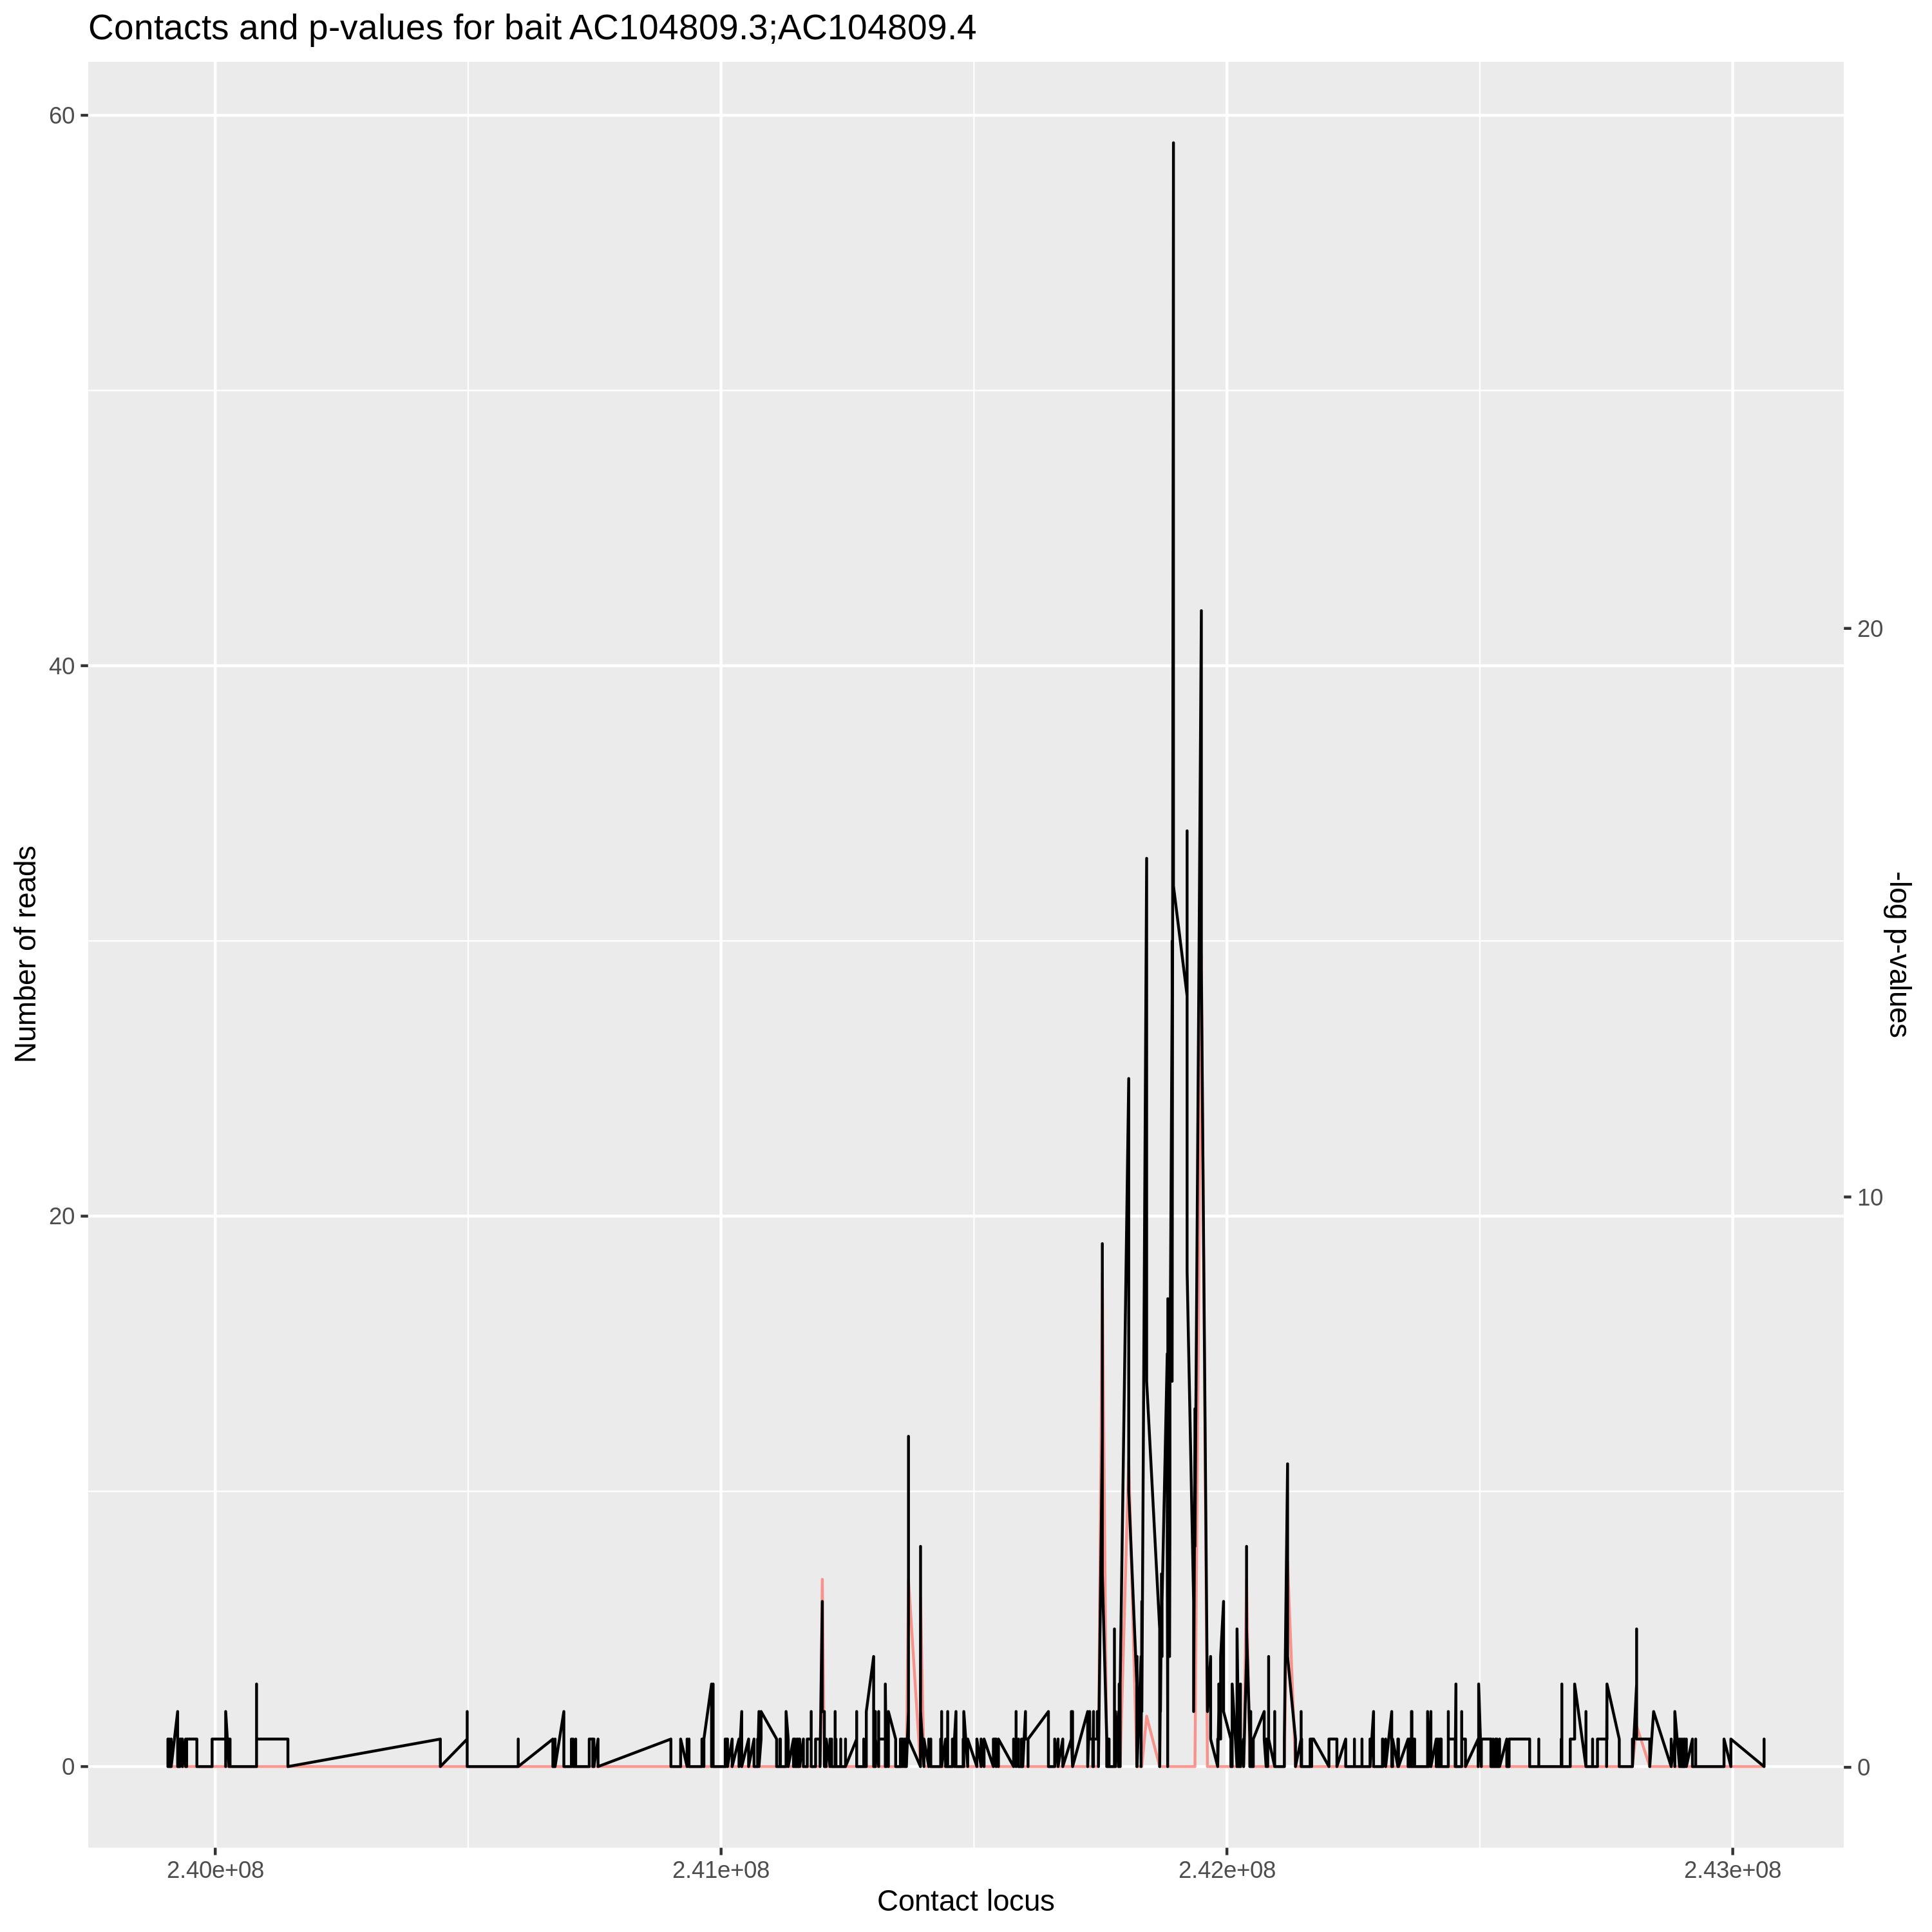 Contacts and p-values for bait AC104809.3;AC104809.4
60
40
20
0
Number of reads
20
10
0
-log p-values
2.40e+08
2.41e+08
2.42e+08
2.43e+08
Contact locus